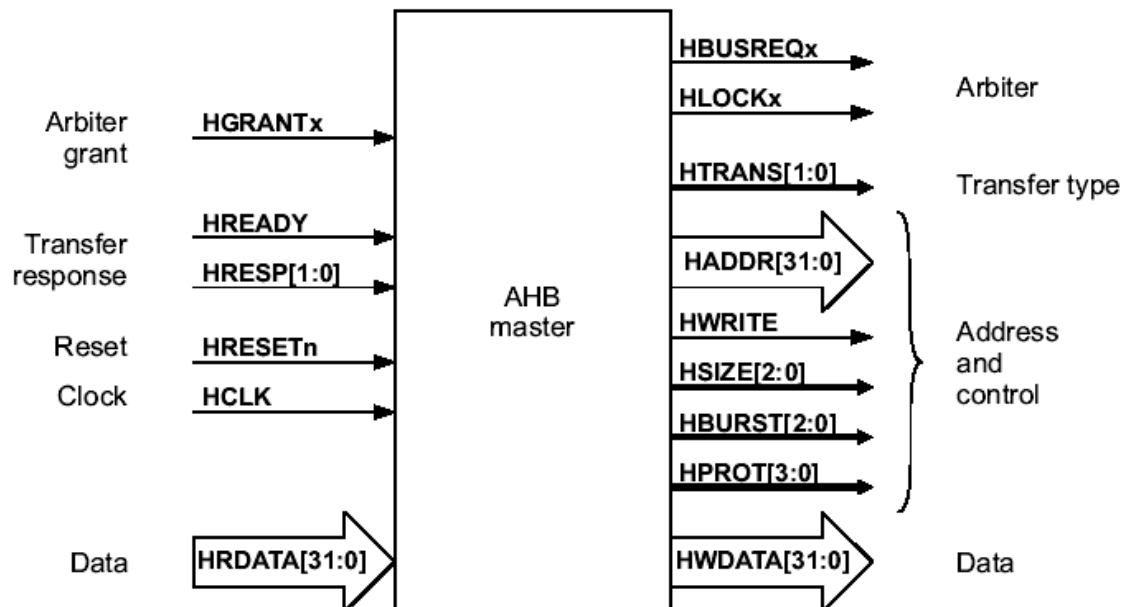 Arbiter
grant
HGRANTx
Transfer
response
HREADY
HRESP[1:0]
Reset
HRESETn
Clock
HCLK
Data
HRDATA[31:0]
AHB
master
HBUSREQx
HLOCKx
Arbiter
HTRANS[1:0]
Transfer type
HADDR[31:0]
HWRITE
HSIZE[2:0]
HBURST[2:0]
HPROT[3:0]
Address
and
control
HWDATA[31:0]
Data